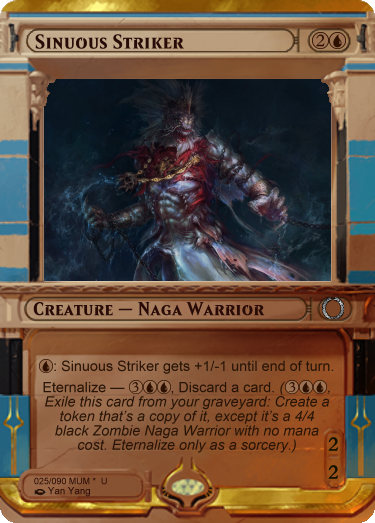 Sinuous Striker 2
: Sinuous Striker gets +1/-1 until end of turn.
Creature — Naga Warrior
Eternalize — 3, Discard a card. (3,
Exile this card from your graveyard: Create a
token that's a copy of it, except it's a 4/4
black Zombie Naga Warrior with no mana
cost. Eternalize only as a sorcery.)
2
2
025/090 MUM * U
Yan Yang